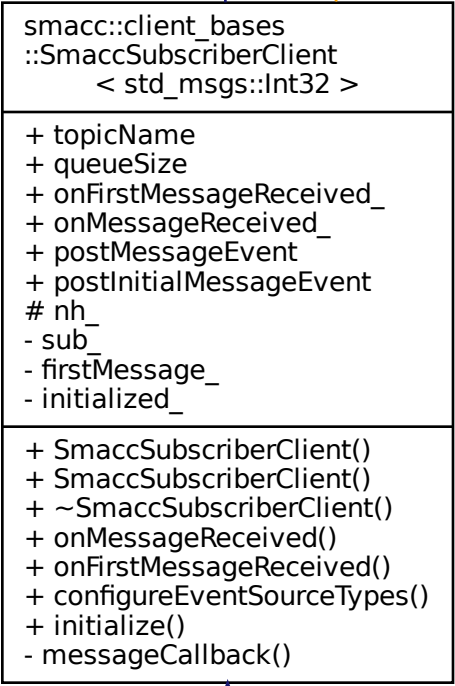 smacc::client_bases
::SmaccSubscriberClient
< std_msgs::Int32 >
+ topicName
+ queueSize
+ onFirstMessageReceived_
+ onMessageReceived_
+ postMessageEvent
+ postInitialMessageEvent
# nh_
- sub_
- firstMessage_
- initialized_
+ SmaccSubscriberClient()
+ SmaccSubscriberClient()
+ ~SmaccSubscriberClient()
+ onMessageReceived()
+ onFirstMessageReceived()
+ configureEventSourceTypes()
+ initialize()
- messageCallback()